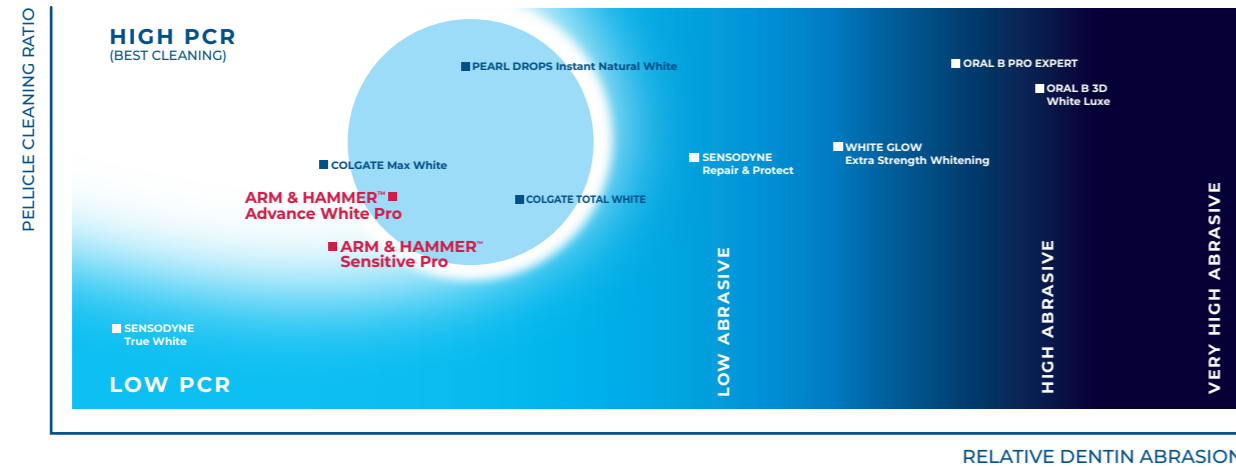 PELLICLE CLEANING RATIO
HIGH PCR
(BEST CLEANING)
PEARL DROPS Instant Natural White
ORAL B PRO EXPERT
ORAL B 3D
White Luxe
COLGATE Max White
SENSODYNE
Repair & Protect
WHITE GLOW
Extra Strength Whitening
ARM & HAMMER™
Advance White Pro
COLGATE TOTAL WHITE
ARM & HAMMER™
Sensitive Pro
SENSODYNE
True White
LOW PCR
LOW ABRASIVE
HIGH ABRASIVE
VERY HIGH ABRASIVE
RELATIVE DENTIN ABRASION